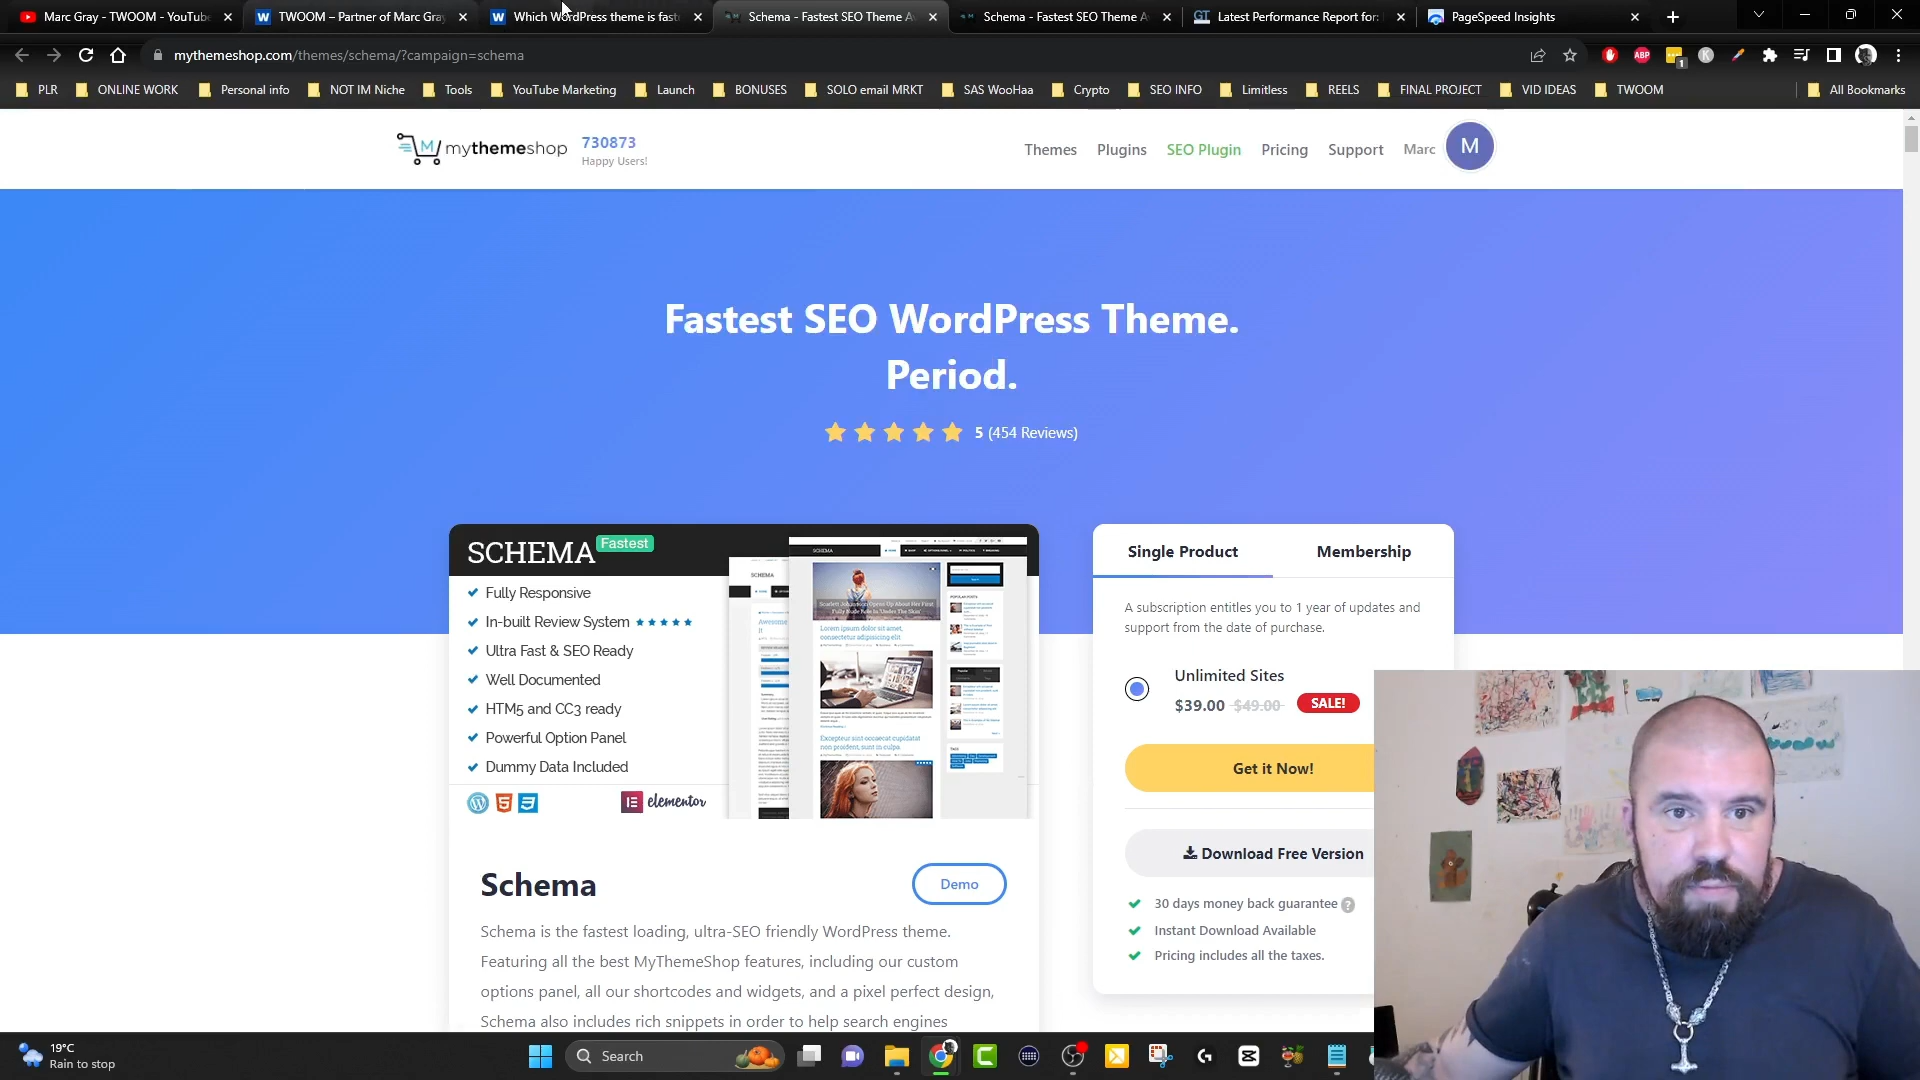 Marc Gray - TWOOM - YouTube
TWOOM – Partner of Marc Gray
Which WordPress theme is fast
Schema - Fastest SEO Theme A
Schema - Fastest SEO Theme A
Latest Performance Report for:
PageSpeed Insights
mythemeshop.com/themes/schema/?campaign=schema
ABP
1
PLR
ONLINE WORK
Personal info
NOT IM Niche
Tools
YouTube Marketing
Launch
BONUSES
SOLO email MRKT
SAS WooHaa
Crypto
SEO INFO
Limitless
REELS
FINAL PROJECT
VID IDEAS
TWOOM
All Bookmarks
mythemeshop
730873
Happy Users!
Themes
Plugins
SEO Plugin
Pricing
Support
Marc
M
Fastest SEO WordPress Theme.
Period.
5 (454 Reviews)
SCHEMA Fastest
Fully Responsive
In-built Review System
Ultra Fast & SEO Ready
Well Documented
HTM5 and CC3 ready
Powerful Option Panel
Dummy Data Included
elementor
Schema
Demo
Schema is the fastest loading, ultra-SEO friendly WordPress theme.
Featuring all the best MyThemeShop features, including our custom
options panel, all our shortcodes and widgets, and a pixel perfect design,
Schema also includes rich snippets in order to help search engines
Single Product
Membership
A subscription entitles you to 1 year of updates and
support from the date of purchase.
Unlimited Sites
$39.00 $49.00 SALE!
Get it Now!
Download Free Version
30 days money back guarantee ?
Instant Download Available
Pricing includes all the taxes.
19°C
Rain to stop
Search